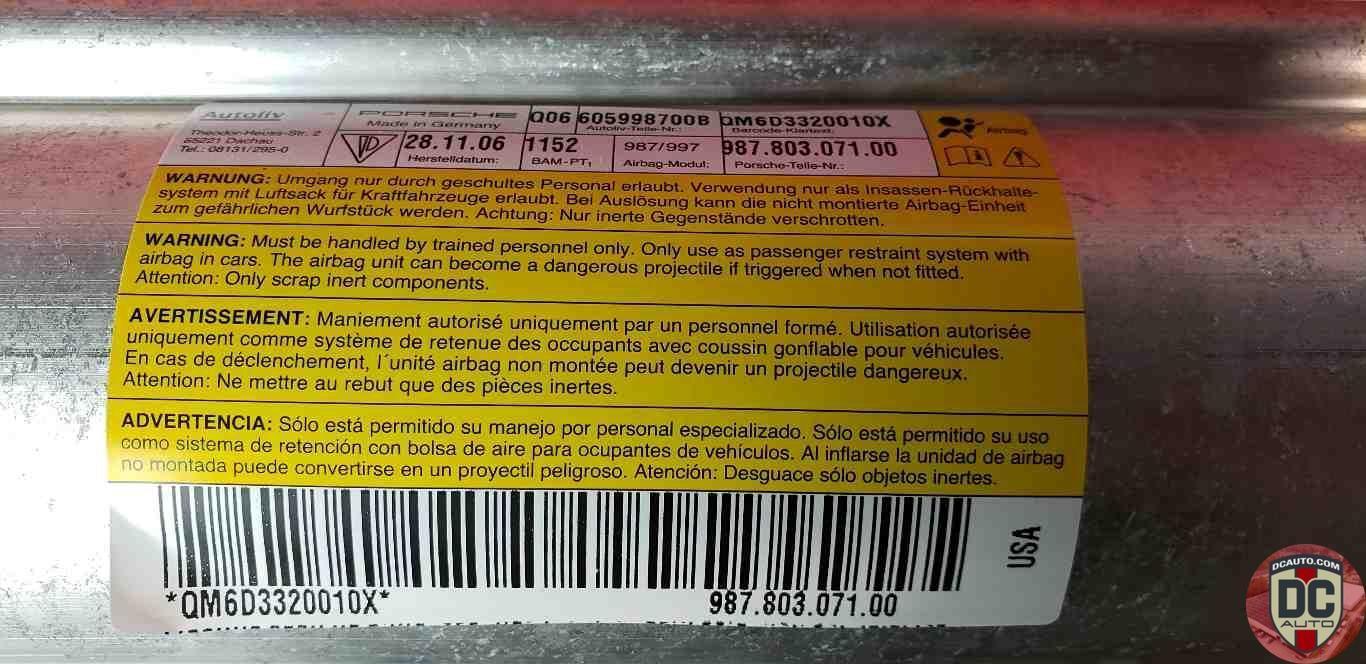 Autoliv
Theodor-Heuss-Str. 2
85221 Dachau
Tel.: 08131/295-0
PORSCHE
Made in Germany
28.11.06
Herstelldatum:
Q06 605998700B
Autoliv-Teile-Nr.:
1152
BAM-PT1
987/997
Airbag-Modul:
QM6D3320010X
Barcode-Klartext:
987.803.071.00
Porsche-Teile-Nr.:
Airbag
WARNUNG: Umgang nur durch geschultes Personal erlaubt. Verwendung nur als Insassen-Rückhalte-
system mit Luftsack für Kraftfahrzeuge erlaubt. Bei Auslösung kann die nicht montierte Airbag-Einheit
zum gefährlichen Wurfstück werden. Achtung: Nur inerte Gegenstände verschrotten.
WARNING: Must be handled by trained personnel only. Only use as passenger restraint system with
airbag in cars. The airbag unit can become a dangerous projectile if triggered when not fitted.
Attention: Only scrap inert components.
AVERTISSEMENT: Maniement autorisé uniquement par un personnel formé. Utilisation autorisée
uniquement comme système de retenue des occupants avec coussin gonflable pour véhicules.
En cas de déclenchement, l´unité airbag non montée peut devenir un projectile dangereux.
Attention: Ne mettre au rebut que des pièces inertes.
ADVERTENCIA: Sólo está permitido su manejo por personal especializado. Sólo está permitido su uso
como sistema de retención con bolsa de aire para ocupantes de vehículos. Al inflarse la unidad de airbag
no montada puede convertirse en un proyectil peligroso. Atención: Desguace sólo objetos inertes.
USA
*QM6D3320010X*
987.803.071.00
DCAUTO.COM
DC
AUTO